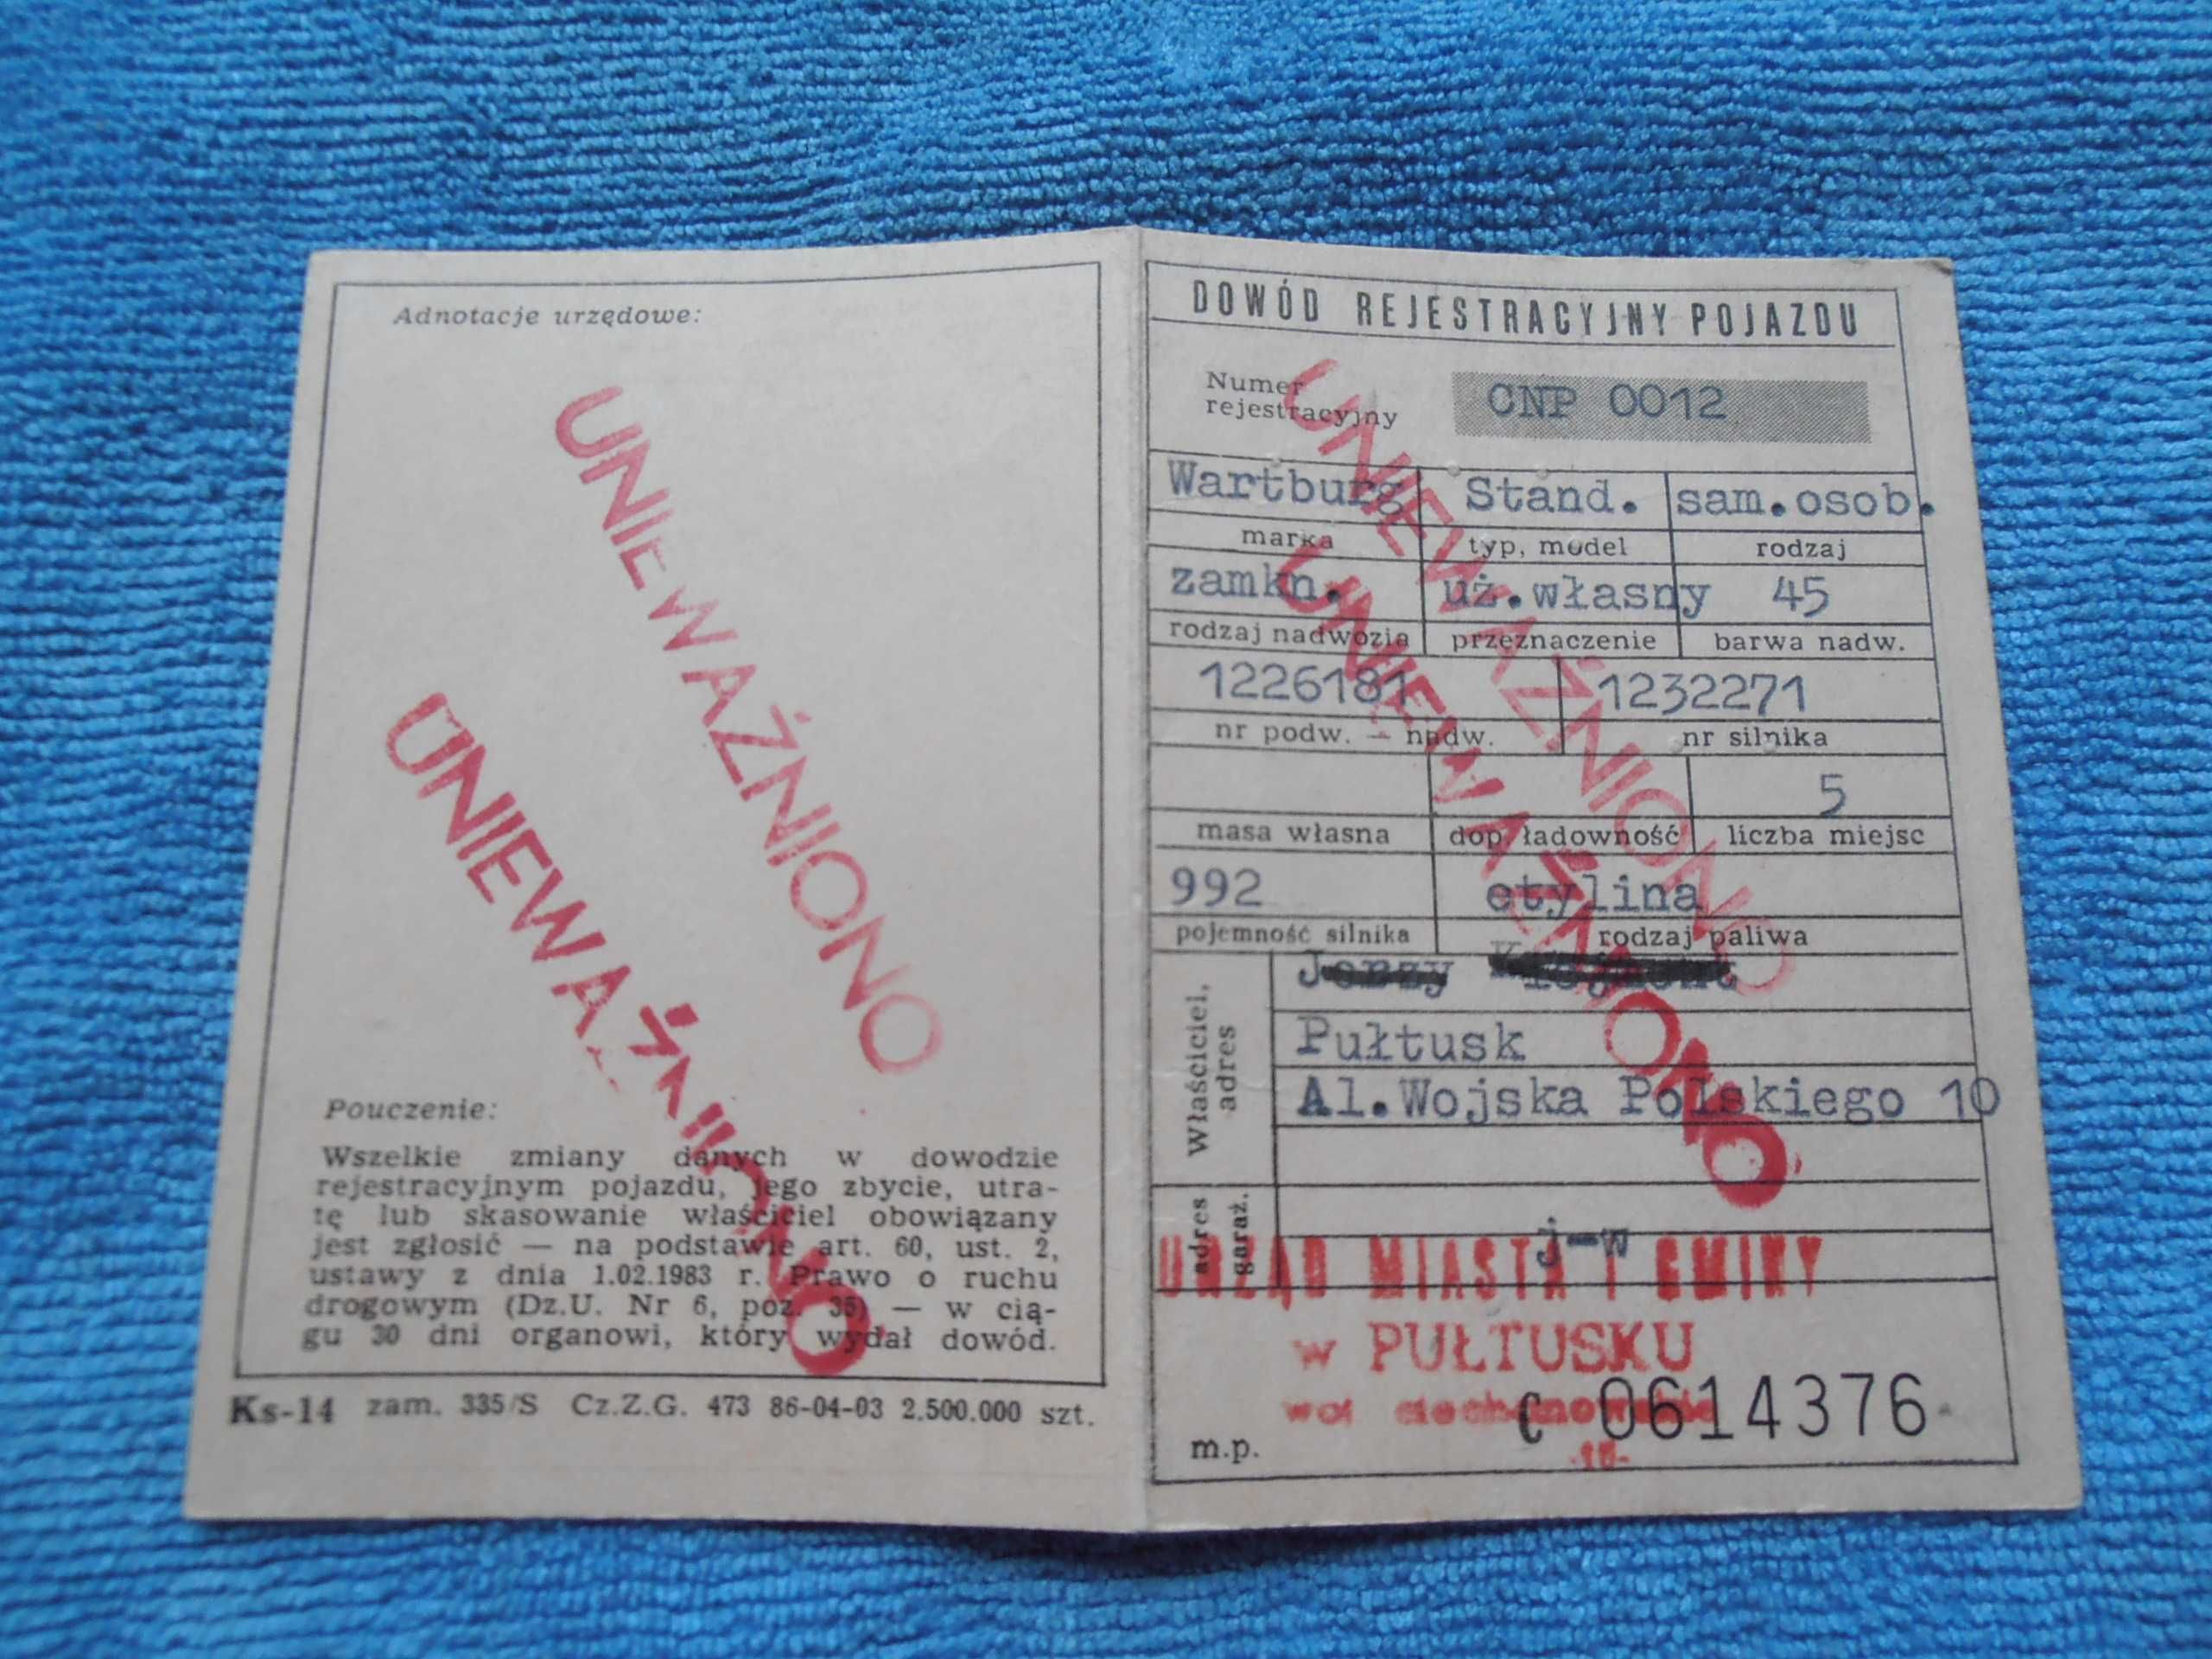 Adnotacje urzędowe:
UNIEWAŻNIONO
UNIEWAŻNIONO
Pouczenie:
Wszelkie zmiany danych w dowodzie
rejestracyjnym pojazdu, jego zbycie, utra-
tę lub skasowanie właściciel obowiązany
jest zgłosić — na podstawie art. 60, ust. 2,
ustawy z dnia 1.02.1983 r. Prawo o ruchu
drogowym (Dz.U. Nr 6, poz. 35) — w cią-
gu 30 dni organowi, który wydał dowód.
Ks-14 zam. 335/S Cz.Z.G. 473 86-04-03 2.500.000 szt.
DOWÓD REJESTRACYJNY POJAZDU
Numer
rejestracyjny
CNP 0012
UNIEWAŻNIONO
UNIEWAŻNIONO
Wartburg Stand. sam.osob.
marka typ, model rodzaj
zamkn. uż.własny 45
rodzaj nadwozia przeznaczenie barwa nadw.
1226181 1232271
nr podw. — nadw. nr silnika
5
masa własna dop. ładowność liczba miejsc
992 etylina
pojemność silnika rodzaj paliwa
Właściciel,
adres
Pułtusk
Al.Wojska Polskiego 10
adres
garaż.
j-w
URZĄD MIASTA I GMINY
w PUŁTUSKU
woj ciechanowskie
C 0614376
m.p.